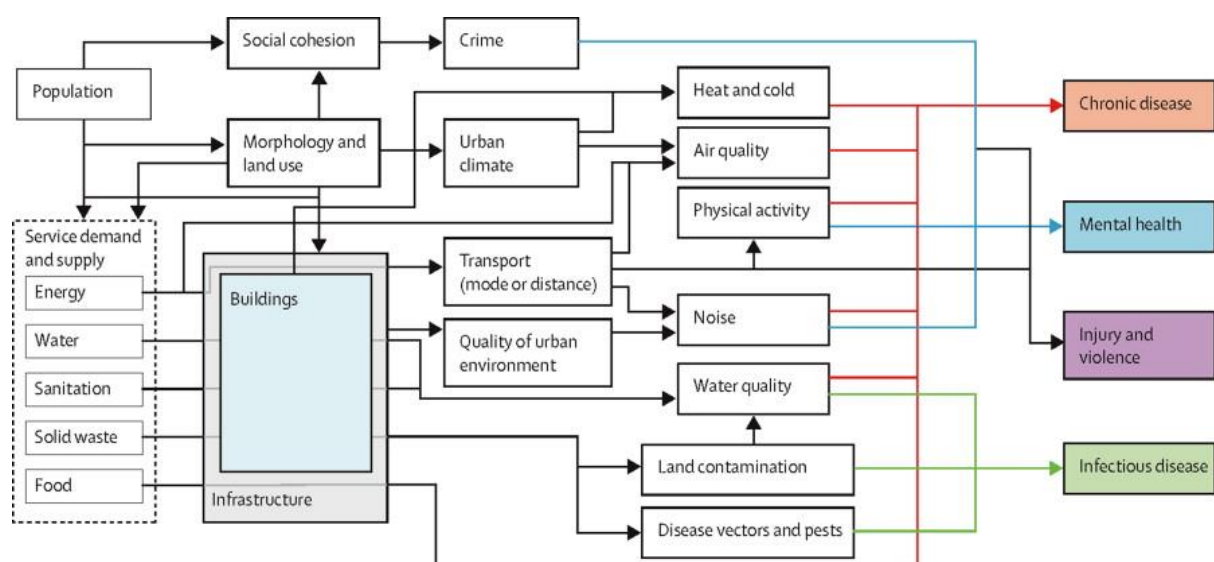 Social cohesion
Crime
Population
Heat and cold
Chronic disease
Morphology and
land use
Urban
climate
Air quality
Physical activity
Mental health
Service demand
and supply
Energy
Water
Sanitation
Solid waste
Food
Buildings
Infrastructure
Transport
(mode or distance)
Quality of urban
environment
Noise
Injury and
violence
Water quality
Land contamination
Infectious disease
Disease vectors and pests